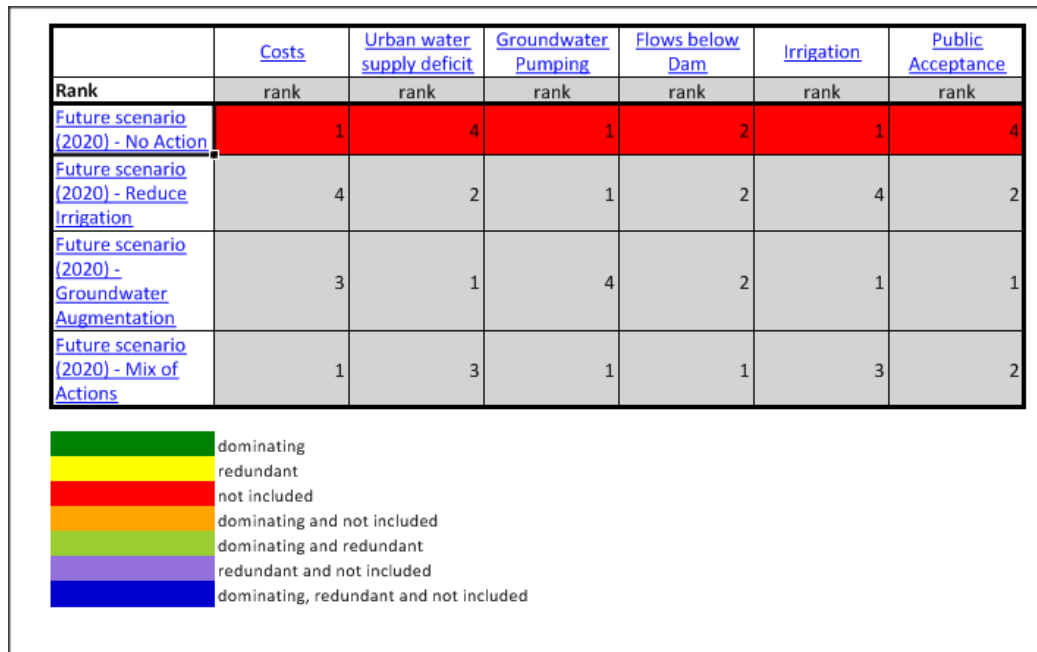 Costs Urban water supply deficit Groundwater Pumping Flows below Dam Irrigation Public Acceptance
Rank rank rank rank rank rank rank
Future scenario
(2020) - No Action 1 4 1 2 1 4
Future scenario
(2020) - Reduce
Irrigation 4 2 1 2 4 2
Future scenario
(2020) -
Groundwater
Augmentation 3 1 4 2 1 1
Future scenario
(2020) - Mix of
Actions 1 3 1 1 3 2
dominating
redundant
not included
dominating and not included
dominating and redundant
redundant and not included
dominating, redundant and not included